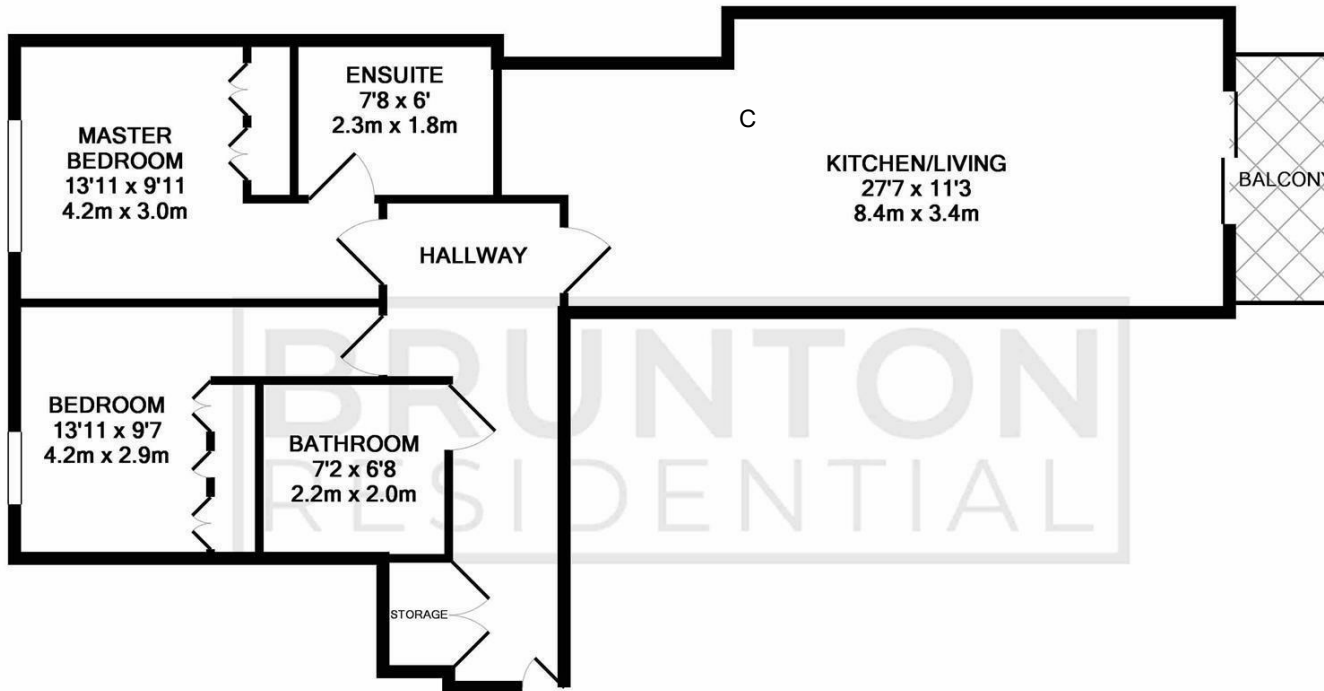 ENSUITE
7'8 x 6'
2.3m x 1.8m
C
MASTER
BEDROOM
13'11 x 9'11
4.2m x 3.0m
KITCHEN/LIVING
27'7 x 11'3
8.4m x 3.4m
BALCONY
HALLWAY
BRUNTON
RESIDENTIAL
BEDROOM
13'11 x 9'7
4.2m x 2.9m
BATHROOM
7'2 x 6'8
2.2m x 2.0m
STORAGE